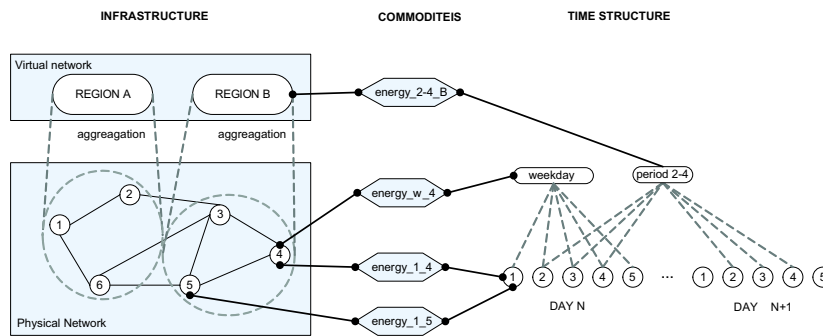 INFRASTRUCTURE COMMODITEIS TIME STRUCTURE
Virtual network
REGION A REGION B energy_2-4_B
aggreagation aggreagation
weekday period 2-4
2 energy_w_4
1 3
4
energy_1_4 1 2 3 4 5 ... 1 2 3 4 5
6 5
DAY N DAY N+1
Physical Network energy_1_5